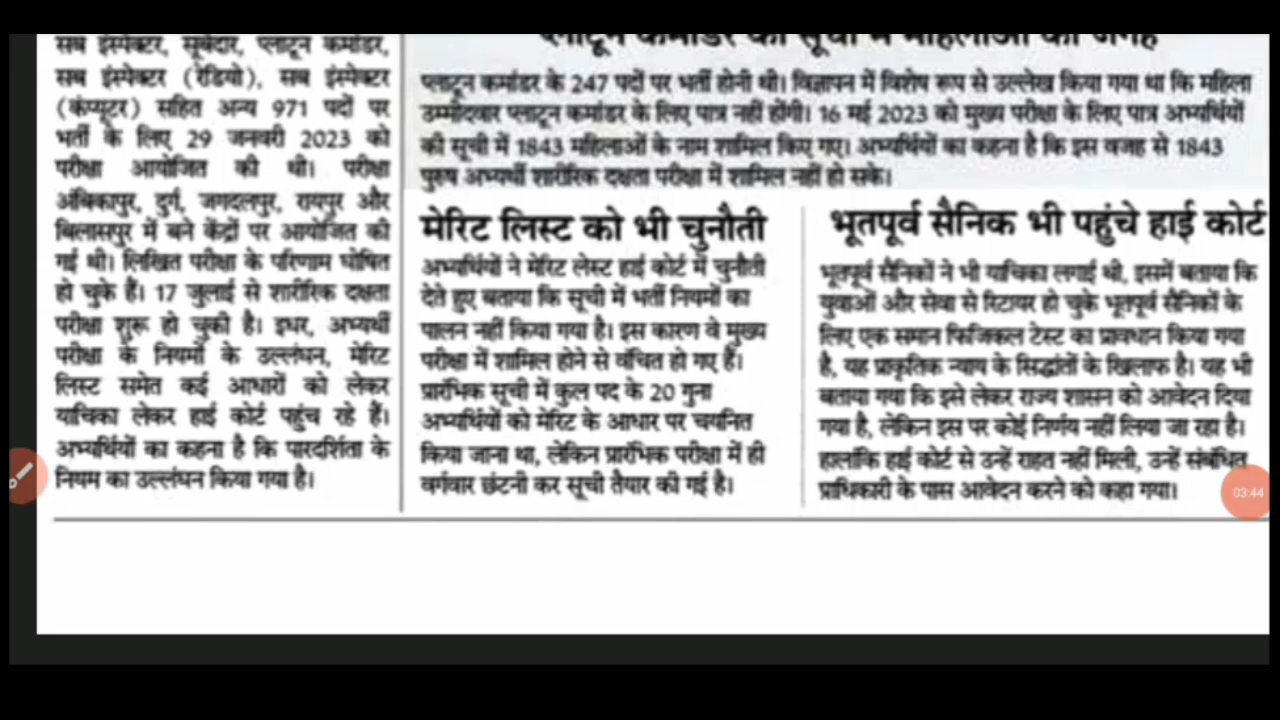 सब इंस्पेक्टर, सूबेदार, प्लाटून कमांडर,
सब इंस्पेक्टर (रेडियो), सब इंस्पेक्टर
(कंप्यूटर) सहित अन्य 971 पदों पर
भर्ती के लिए 29 जनवरी 2023 को
परीक्षा आयोजित की थी। परीक्षा
अंबिकापुर, दुर्ग, जगदलपुर, रायपुर और
बिलासपुर में बने केंद्रों पर आयोजित की
गई थी। लिखित परीक्षा के परिणाम घोषित
हो चुके हैं। 17 जुलाई से शारीरिक दक्षता
परीक्षा शुरू हो चुकी है। इधर, अभ्यर्थी
परीक्षा के नियमों के उल्लंघन, मेरिट
लिस्ट समेत कई आधारों को लेकर
याचिका लेकर हाई कोर्ट पहुंच रहे हैं।
अभ्यर्थियों का कहना है कि पारदर्शिता के
नियम का उल्लंघन किया गया है।
प्लाटून कमांडर की सूची में महिलाओं को जगह
प्लाटून कमांडर के 247 पदों पर भर्ती होनी थी। विज्ञापन में विशेष रूप से उल्लेख किया गया था कि महिला
उम्मीदवार प्लाटून कमांडर के लिए पात्र नहीं होंगी। 16 मई 2023 को मुख्य परीक्षा के लिए पात्र अभ्यर्थियों
की सूची में 1843 महिलाओं के नाम शामिल किए गए। अभ्यर्थियों का कहना है कि इस वजह से 1843
पुरुष अभ्यर्थी शारीरिक दक्षता परीक्षा में शामिल नहीं हो सके।
मेरिट लिस्ट को भी चुनौती
अभ्यर्थियों ने मेरिट लेस्ट हाई कोर्ट में चुनौती
देते हुए बताया कि सूची में भर्ती नियमों का
पालन नहीं किया गया है। इस कारण वे मुख्य
परीक्षा में शामिल होने से वंचित हो गए हैं।
प्रारंभिक सूची में कुल पद के 20 गुना
अभ्यर्थियों को मेरिट के आधार पर चयनित
किया जाना था, लेकिन प्रारंभिक परीक्षा में ही
वर्गवार छंटनी कर सूची तैयार की गई है।
भूतपूर्व सैनिक भी पहुंचे हाई कोर्ट
भूतपूर्व सैनिकों ने भी याचिका लगाई थी, इसमें बताया कि
युवाओं और सेवा से रिटायर हो चुके भूतपूर्व सैनिकों के
लिए एक समान फिजिकल टेस्ट का प्रावधान किया गया
है, यह प्राकृतिक न्याय के सिद्धांतों के खिलाफ है। यह भी
बताया गया कि इसे लेकर राज्य शासन को आवेदन दिया
गया है, लेकिन इस पर कोई निर्णय नहीं लिया जा रहा है।
हालांकि हाई कोर्ट से उन्हें राहत नहीं मिली, उन्हें संबंधित
प्राधिकारी के पास आवेदन करने को कहा गया।
03:44